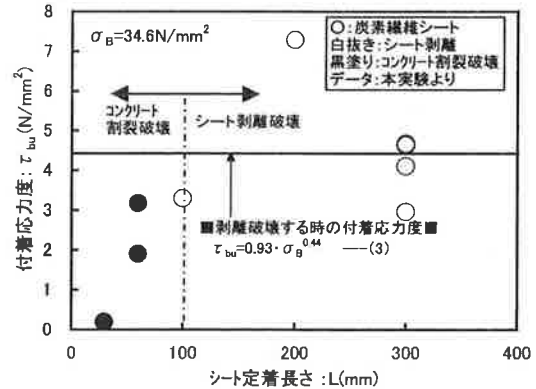 8
7
6
5
4
3
2
1
0
付着応力度:τbu(N/mm²)
σB=34.6N/mm²
○:炭素繊維シート
白抜き:シート剥離
黒塗り:コンクリート割裂破壊
データ:本実験より
コンクリート
割裂破壊
シート剥離破壊
■剥離破壊する時の付着応力度■
τbu=0.93・σB^0.44 ――(3)
0 100 200 300 400
シート定着長さ:L(mm)